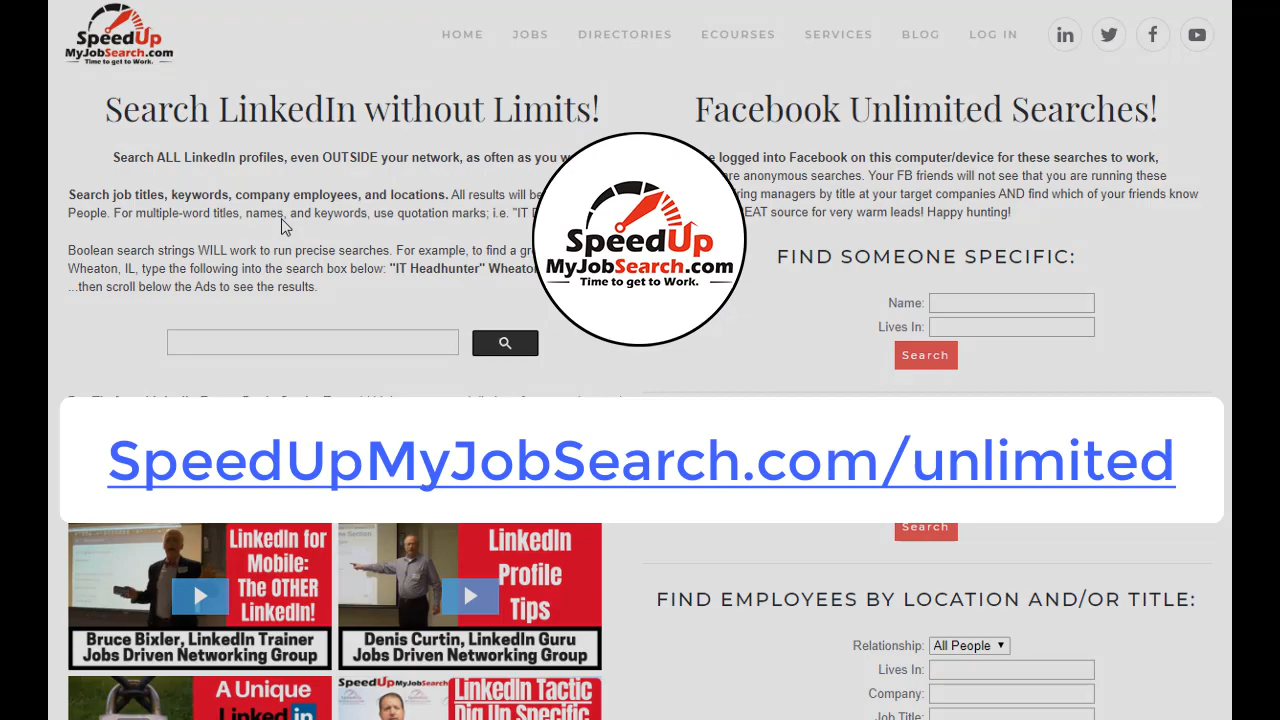 SpeedUp
MyJobSearch.com
Time to get to Work.
HOME JOBS DIRECTORIES ECOURSES SERVICES BLOG LOG IN
Search LinkedIn without Limits!
Search ALL LinkedIn profiles, even OUTSIDE your network, as often as you
Search job titles, keywords, company employees, and locations. All results will be
People. For multiple-word titles, names, and keywords, use quotation marks; i.e. "IT
Boolean search strings WILL work to run precise searches. For example, to find a
Wheaton, IL, type the following into the search box below: "IT Headhunter"
...then scroll below the Ads to see the results.
Facebook Unlimited Searches!
logged into Facebook on this computer/device for these searches to work,
anonymous searches. Your FB friends will not see that you are running these
managers by title at your target companies AND find which of your friends know
source for very warm leads! Happy hunting!
SpeedUp
MyJobSearch.com
Time to get to Work.
FIND SOMEONE SPECIFIC:
Name:
Lives In:
Search
SpeedUpMyJobSearch.com/unlimited
Search
LinkedIn for
Mobile:
The OTHER
LinkedIn!
Bruce Bixler, LinkedIn Trainer
Jobs Driven Networking Group
LinkedIn
Profile
Tips
Denis Curtin, LinkedIn Guru
Jobs Driven Networking Group
A Unique
Linked in
SpeedUp MyJobSearch
LinkedIn Tactic
Dig Up Specific
FIND EMPLOYEES BY LOCATION AND/OR TITLE:
Relationship: All People
Lives In:
Company:
Job Title: